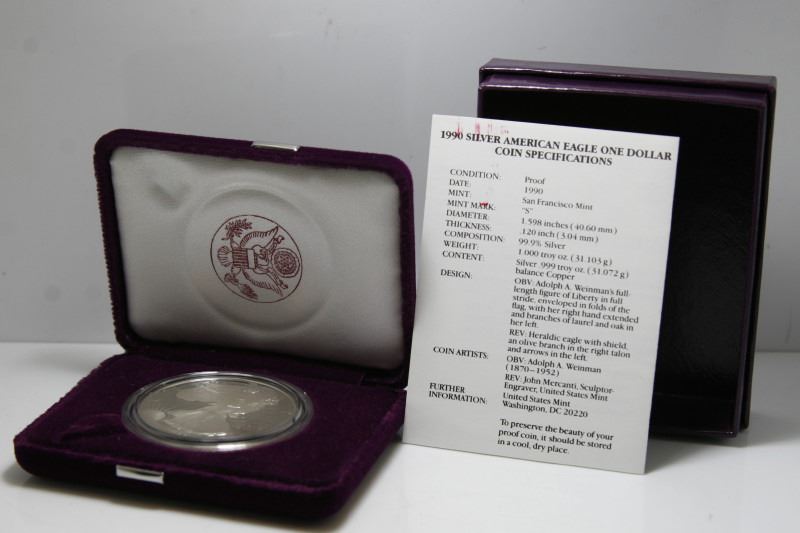 1990 SILVER AMERICAN EAGLE ONE DOLLAR
COIN SPECIFICATIONS
CONDITION: Proof
DATE: 1990
MINT: San Francisco Mint
MINT MARK: "S"
DIAMETER: 1.598 inches (40.60 mm)
THICKNESS: .120 inch (3.04 mm)
COMPOSITION: 99.9% Silver
WEIGHT: 1.000 troy oz. (31.103 g)
CONTENT: Silver .999 troy oz. (31.072 g)
balance Copper
DESIGN: OBV: Adolph A. Weinman's full-
length figure of Liberty in full
stride, enveloped in folds of the
flag, with her right hand extended
and branches of laurel and oak in
her left.
REV: Heraldic eagle with shield,
an olive branch in the right talon
and arrows in the left.
COIN ARTISTS: OBV: Adolph A. Weinman
(1870–1952)
REV: John Mercanti, Sculptor-
Engraver, United States Mint
FURTHER
INFORMATION: United States Mint
Washington, DC 20220
To preserve the beauty of your
proof coin, it should be stored
in a cool, dry place.